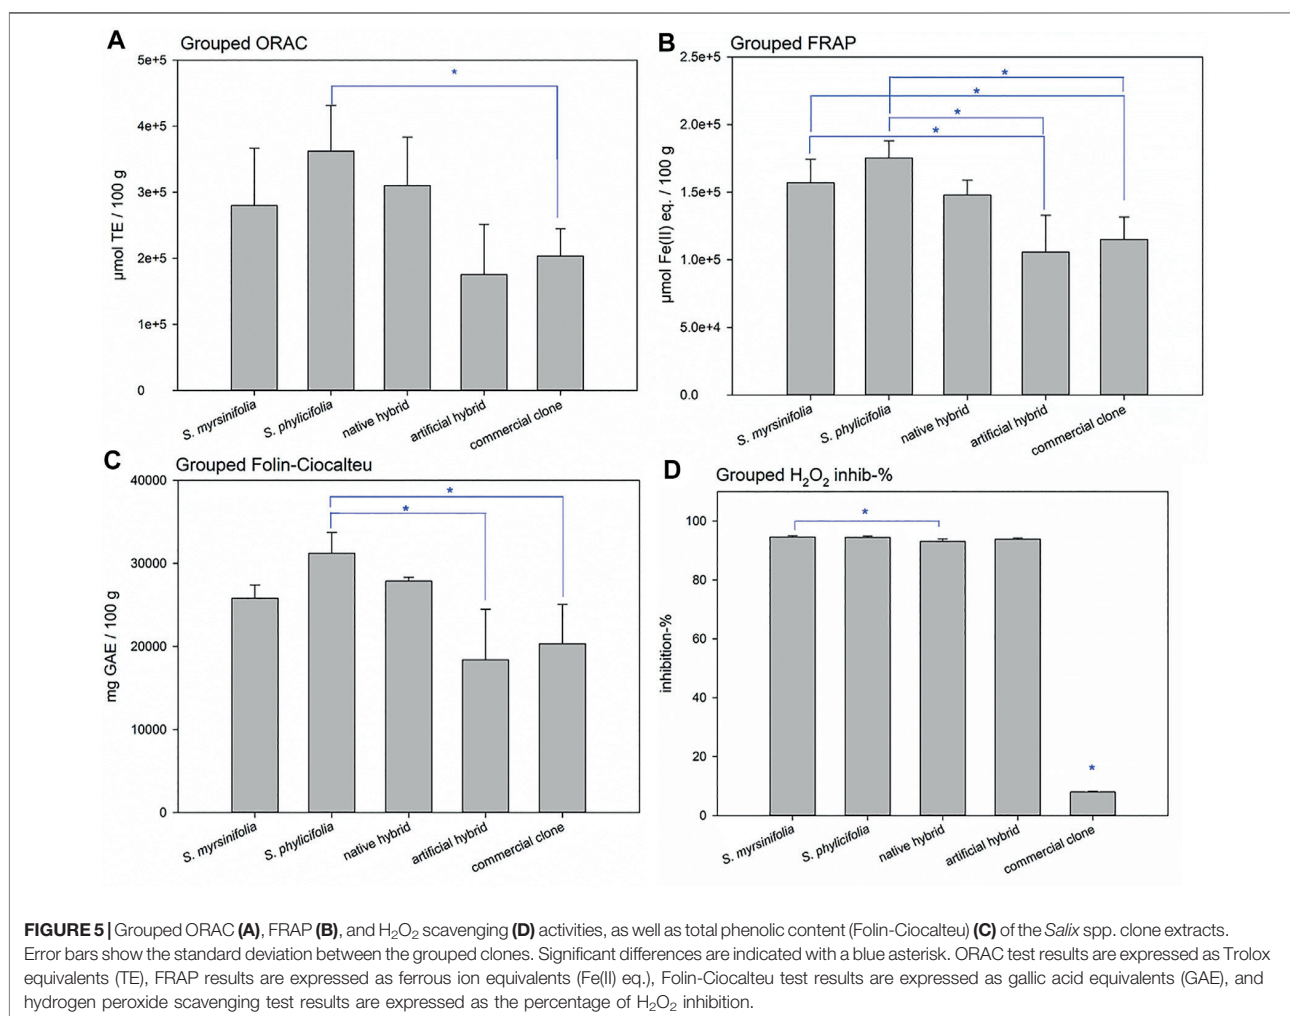 A Grouped ORAC
5e+5
4e+5
3e+5
2e+5
1e+5
0
µmol TE / 100 g
*
S. myrsinifolia
S. phylicifolia
native hybrid
artificial hybrid
commercial clone
B Grouped FRAP
2.5e+5
2.0e+5
1.5e+5
1.0e+5
5.0e+4
0.0
µmol Fe(II) eq. / 100 g
*
*
*
*
S. myrsinifolia
S. phylicifolia
native hybrid
artificial hybrid
commercial clone
C Grouped Folin-Ciocalteu
40000
30000
20000
10000
0
mg GAE / 100 g
*
*
S. myrsinifolia
S. phylicifolia
native hybrid
artificial hybrid
commercial clone
D Grouped H₂O₂ inhib-%
100
80
60
40
20
0
inhibition-%
*
*
S. myrsinifolia
S. phylicifolia
native hybrid
artificial hybrid
commercial clone
FIGURE 5 | Grouped ORAC (A), FRAP (B), and H₂O₂ scavenging (D) activities, as well as total phenolic content (Folin-Ciocalteu) (C) of the Salix spp. clone extracts.
Error bars show the standard deviation between the grouped clones. Significant differences are indicated with a blue asterisk. ORAC test results are expressed as Trolox
equivalents (TE), FRAP results are expressed as ferrous ion equivalents (Fe(II) eq.), Folin-Ciocalteu test results are expressed as gallic acid equivalents (GAE), and
hydrogen peroxide scavenging test results are expressed as the percentage of H₂O₂ inhibition.